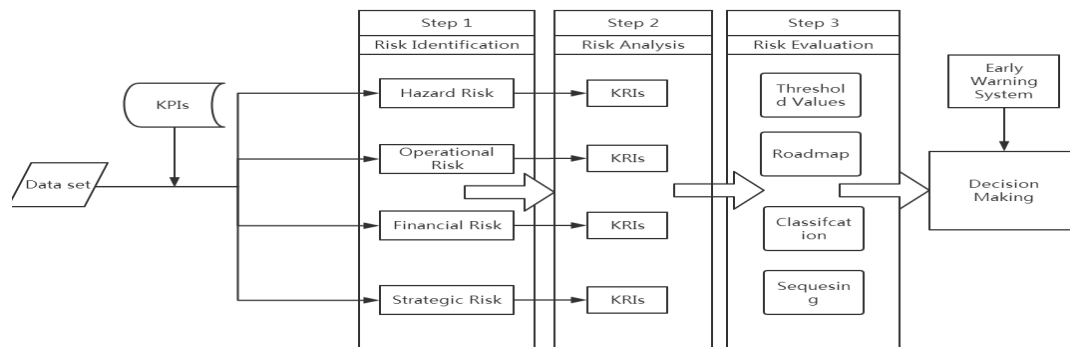 Step 1
Step 2
Step 3
Risk Identification
Risk Analysis
Risk Evaluation
KPIs
Data set
Hazard Risk
Operational
Risk
Financial Risk
Strategic Risk
KRIs
KRIs
KRIs
KRIs
Threshol
d Values
Roadmap
Classifcat
ion
Sequesin
g
Early
Warning
System
Decision
Making